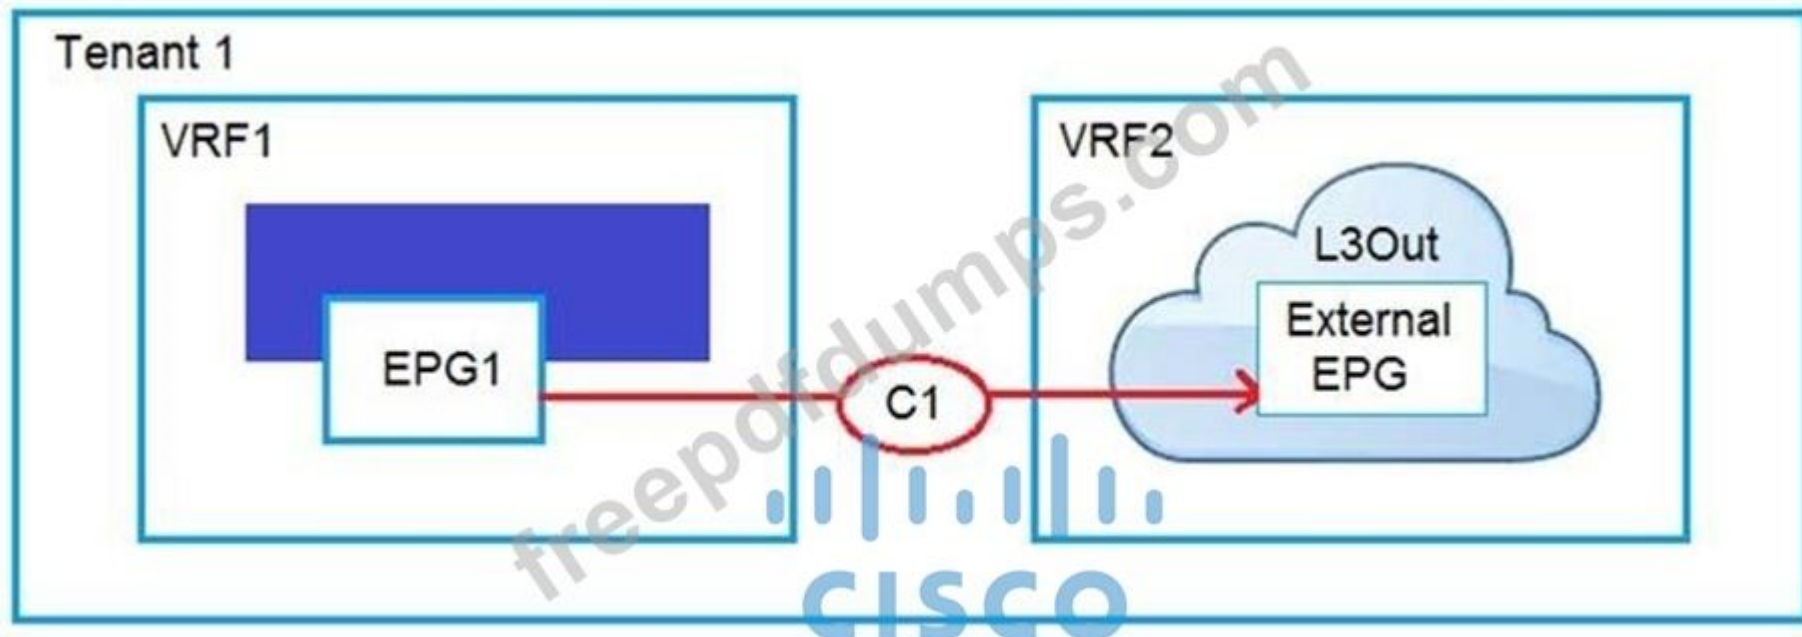 Tenant 1
VRF1
VRF2
L3Out
External
EPG
EPG1
C1
freepdfdumps.com
CISCO